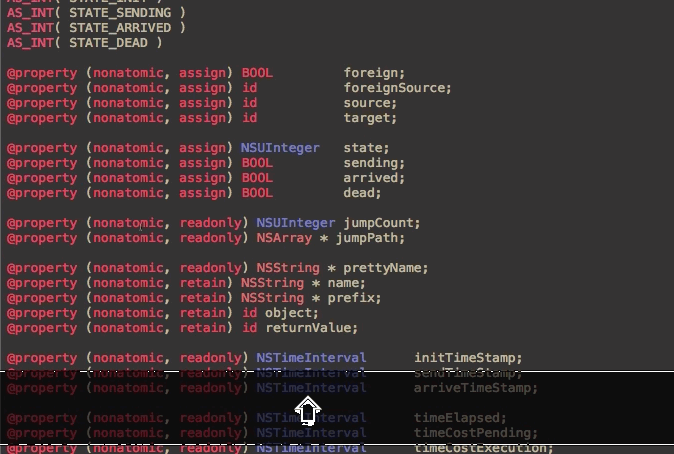 AS_INT( STATE_INIT )
AS_INT( STATE_SENDING )
AS_INT( STATE_ARRIVED )
AS_INT( STATE_DEAD )
@property (nonatomic, assign) BOOL foreign;
@property (nonatomic, assign) id foreignSource;
@property (nonatomic, assign) id source;
@property (nonatomic, assign) id target;
@property (nonatomic, assign) NSUInteger state;
@property (nonatomic, assign) BOOL sending;
@property (nonatomic, assign) BOOL arrived;
@property (nonatomic, assign) BOOL dead;
@property (nonatomic, readonly) NSUInteger jumpCount;
@property (nonatomic, readonly) NSArray * jumpPath;
@property (nonatomic, readonly) NSString * prettyName;
@property (nonatomic, retain) NSString * name;
@property (nonatomic, retain) NSString * prefix;
@property (nonatomic, retain) id object;
@property (nonatomic, retain) id returnValue;
@property (nonatomic, readonly) NSTimeInterval initTimeStamp;
@property (nonatomic, readonly) NSTimeInterval sendTimeStamp;
@property (nonatomic, readonly) NSTimeInterval arriveTimeStamp;
@property (nonatomic, readonly) NSTimeInterval timeElapsed;
@property (nonatomic, readonly) NSTimeInterval timeCostPending;
@property (nonatomic, readonly) NSTimeInterval timeCostExecution;